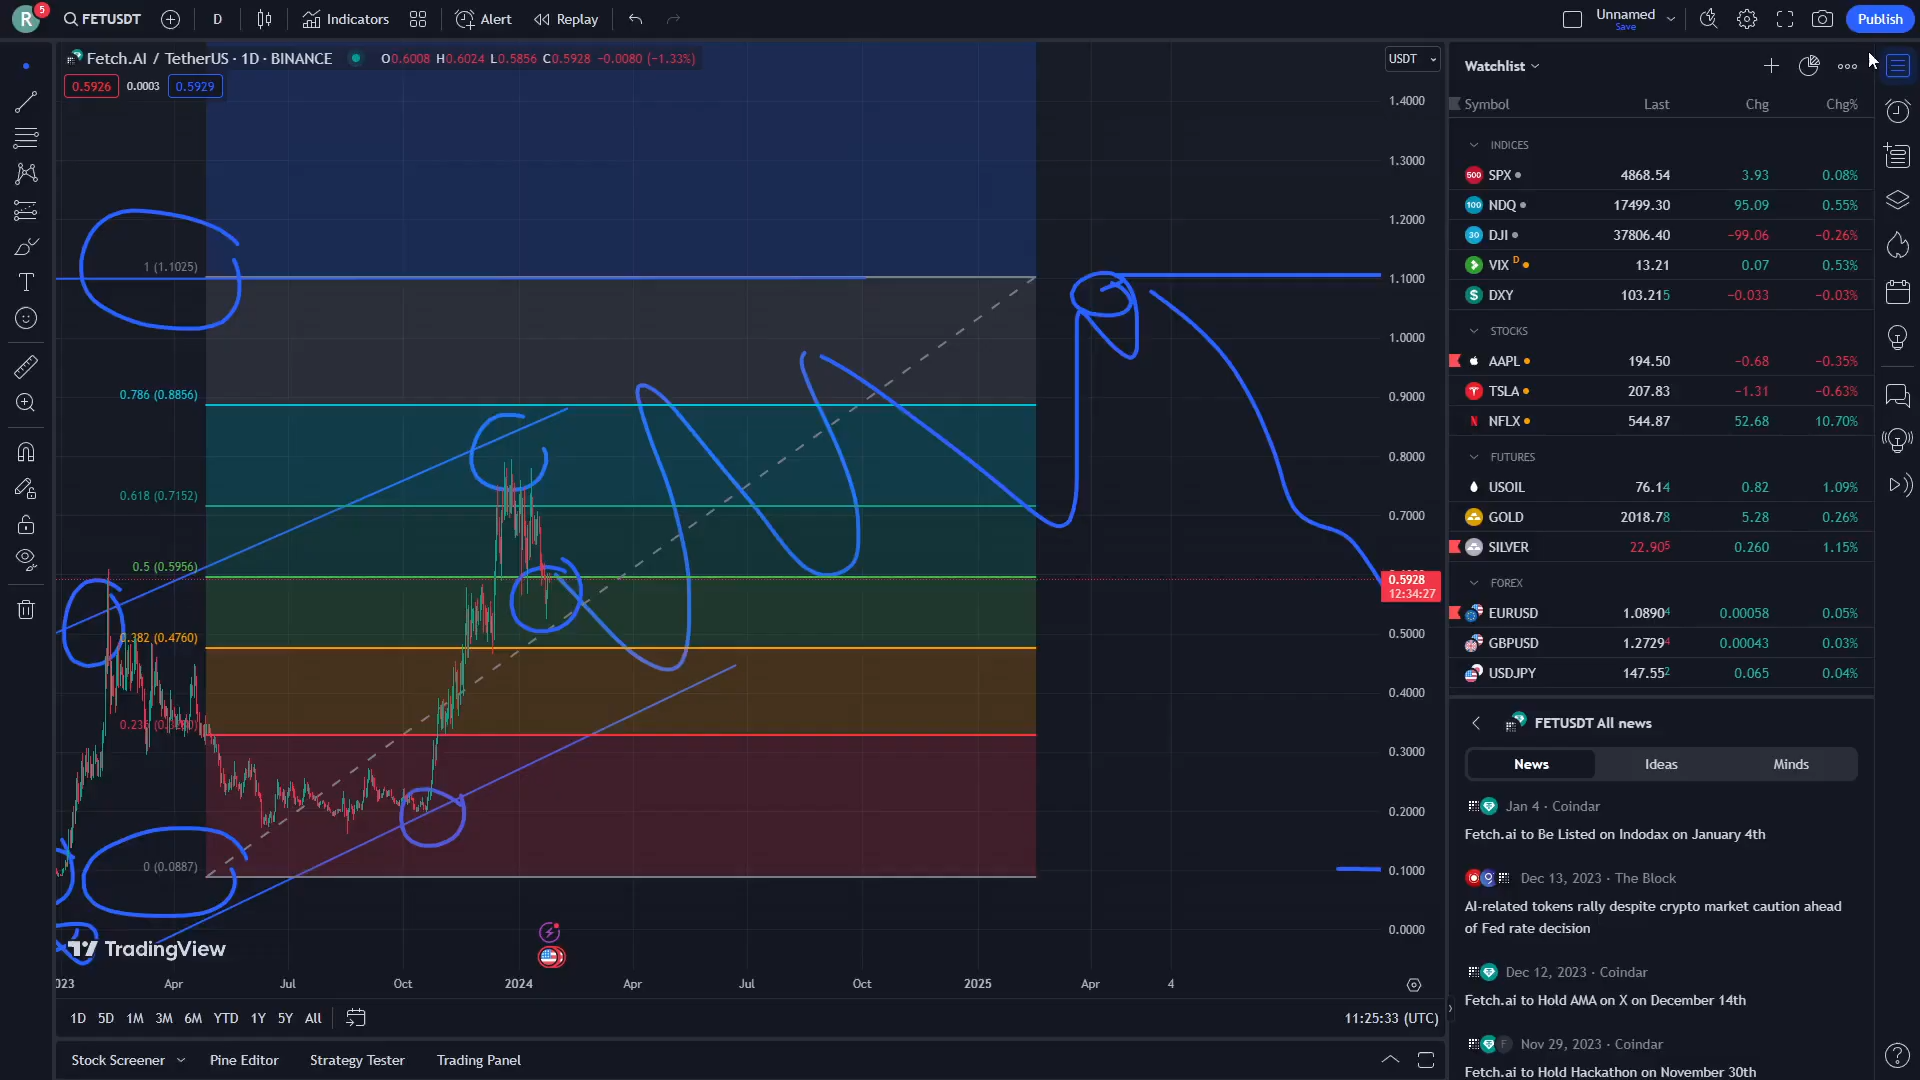 R 5 FETUSDT D Indicators Alert Replay Unnamed Save Publish
Fetch.AI / TetherUS · 1D · BINANCE O0.6008 H0.6024 L0.5856 C0.5928 −0.0080 (−1.33%) USDT
0.5926 0.0003 0.5929
1 (1.1025)
0.786 (0.8856)
0.618 (0.7152)
0.5 (0.5956)
0.382 (0.4760)
0 (0.0887)
1.4000
1.3000
1.2000
1.1000
1.0000
0.9000
0.8000
0.7000
0.5928
12:34:27
0.5000
0.4000
0.3000
0.2000
0.1000
0.0000
TradingView
Apr Jul Oct 2024 Apr Jul Oct 2025 Apr 4
1D 5D 1M 3M 6M YTD 1Y 5Y All 11:25:33 (UTC)
Stock Screener Pine Editor Strategy Tester Trading Panel
Watchlist
Symbol Last Chg Chg%
INDICES
500 SPX 4868.54 3.93 0.08%
100 NDQ 17499.30 95.09 0.55%
30 DJI 37806.40 −99.06 −0.26%
VIX D 13.21 0.07 0.53%
$ DXY 103.215 −0.033 −0.03%
STOCKS
AAPL 194.50 −0.68 −0.35%
TSLA 207.83 −1.31 −0.63%
N NFLX 544.87 52.68 10.70%
FUTURES
USOIL 76.14 0.82 1.09%
GOLD 2018.78 5.28 0.26%
SILVER 22.905 0.260 1.15%
FOREX
EURUSD 1.08904 0.00058 0.05%
GBPUSD 1.27294 0.00043 0.03%
USDJPY 147.552 0.065 0.04%
FETUSDT All news
News Ideas Minds
Jan 4 · Coindar
Fetch.ai to Be Listed on Indodax on January 4th
Dec 13, 2023 · The Block
AI-related tokens rally despite crypto market caution ahead
of Fed rate decision
Dec 12, 2023 · Coindar
Fetch.ai to Hold AMA on X on December 14th
Nov 29, 2023 · Coindar
Fetch.ai to Hold Hackathon on November 30th